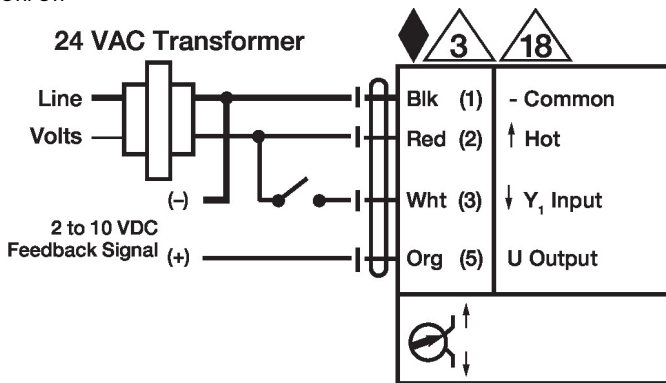 24 VAC Transformer
3
18
Line
Volts
Blk (1) - Common
Red (2) ↑ Hot
(–)
Wht (3) ↓ Y₁ Input
2 to 10 VDC
Feedback Signal (+)
Org (5) U Output